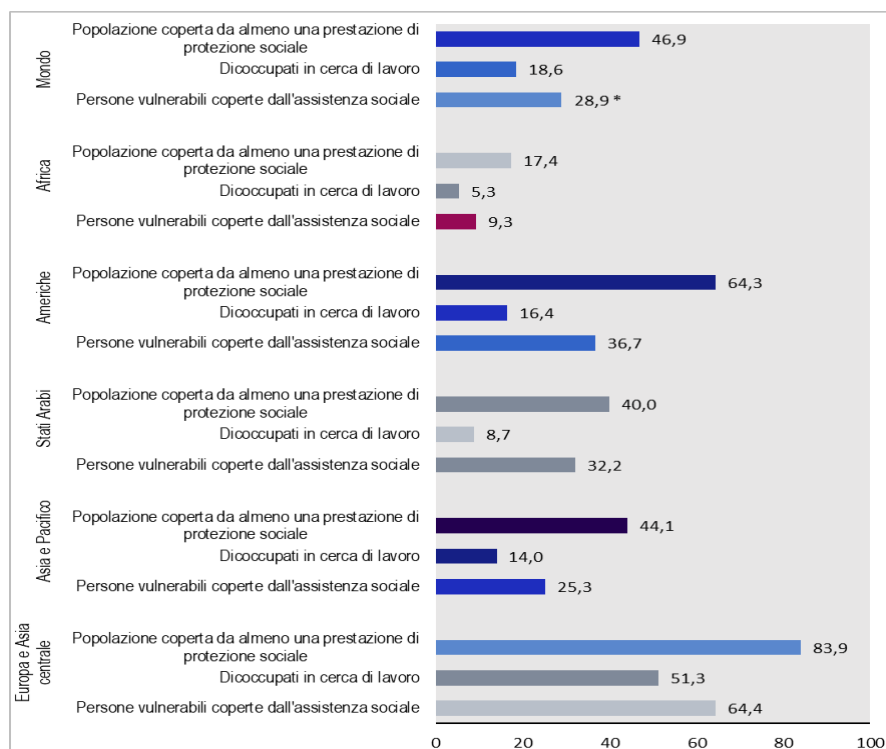 Mondo
Popolazione coperta da almeno una prestazione di
protezione sociale
46,9
Dicoccupati in cerca di lavoro
18,6
Persone vulnerabili coperte dall'assistenza sociale
28,9 *
Africa
Popolazione coperta da almeno una prestazione di
protezione sociale
17,4
Dicoccupati in cerca di lavoro
5,3
Persone vulnerabili coperte dall'assistenza sociale
9,3
Americhe
Popolazione coperta da almeno una prestazione di
protezione sociale
64,3
Dicoccupati in cerca di lavoro
16,4
Persone vulnerabili coperte dall'assistenza sociale
36,7
Stati Arabi
Popolazione coperta da almeno una prestazione di
protezione sociale
40,0
Dicoccupati in cerca di lavoro
8,7
Persone vulnerabili coperte dall'assistenza sociale
32,2
Asia e Pacifico
Popolazione coperta da almeno una prestazione di
protezione sociale
44,1
Dicoccupati in cerca di lavoro
14,0
Persone vulnerabili coperte dall'assistenza sociale
25,3
Europa e Asia
centrale
Popolazione coperta da almeno una prestazione di
protezione sociale
83,9
Dicoccupati in cerca di lavoro
51,3
Persone vulnerabili coperte dall'assistenza sociale
64,4
0 20 40 60 80 100